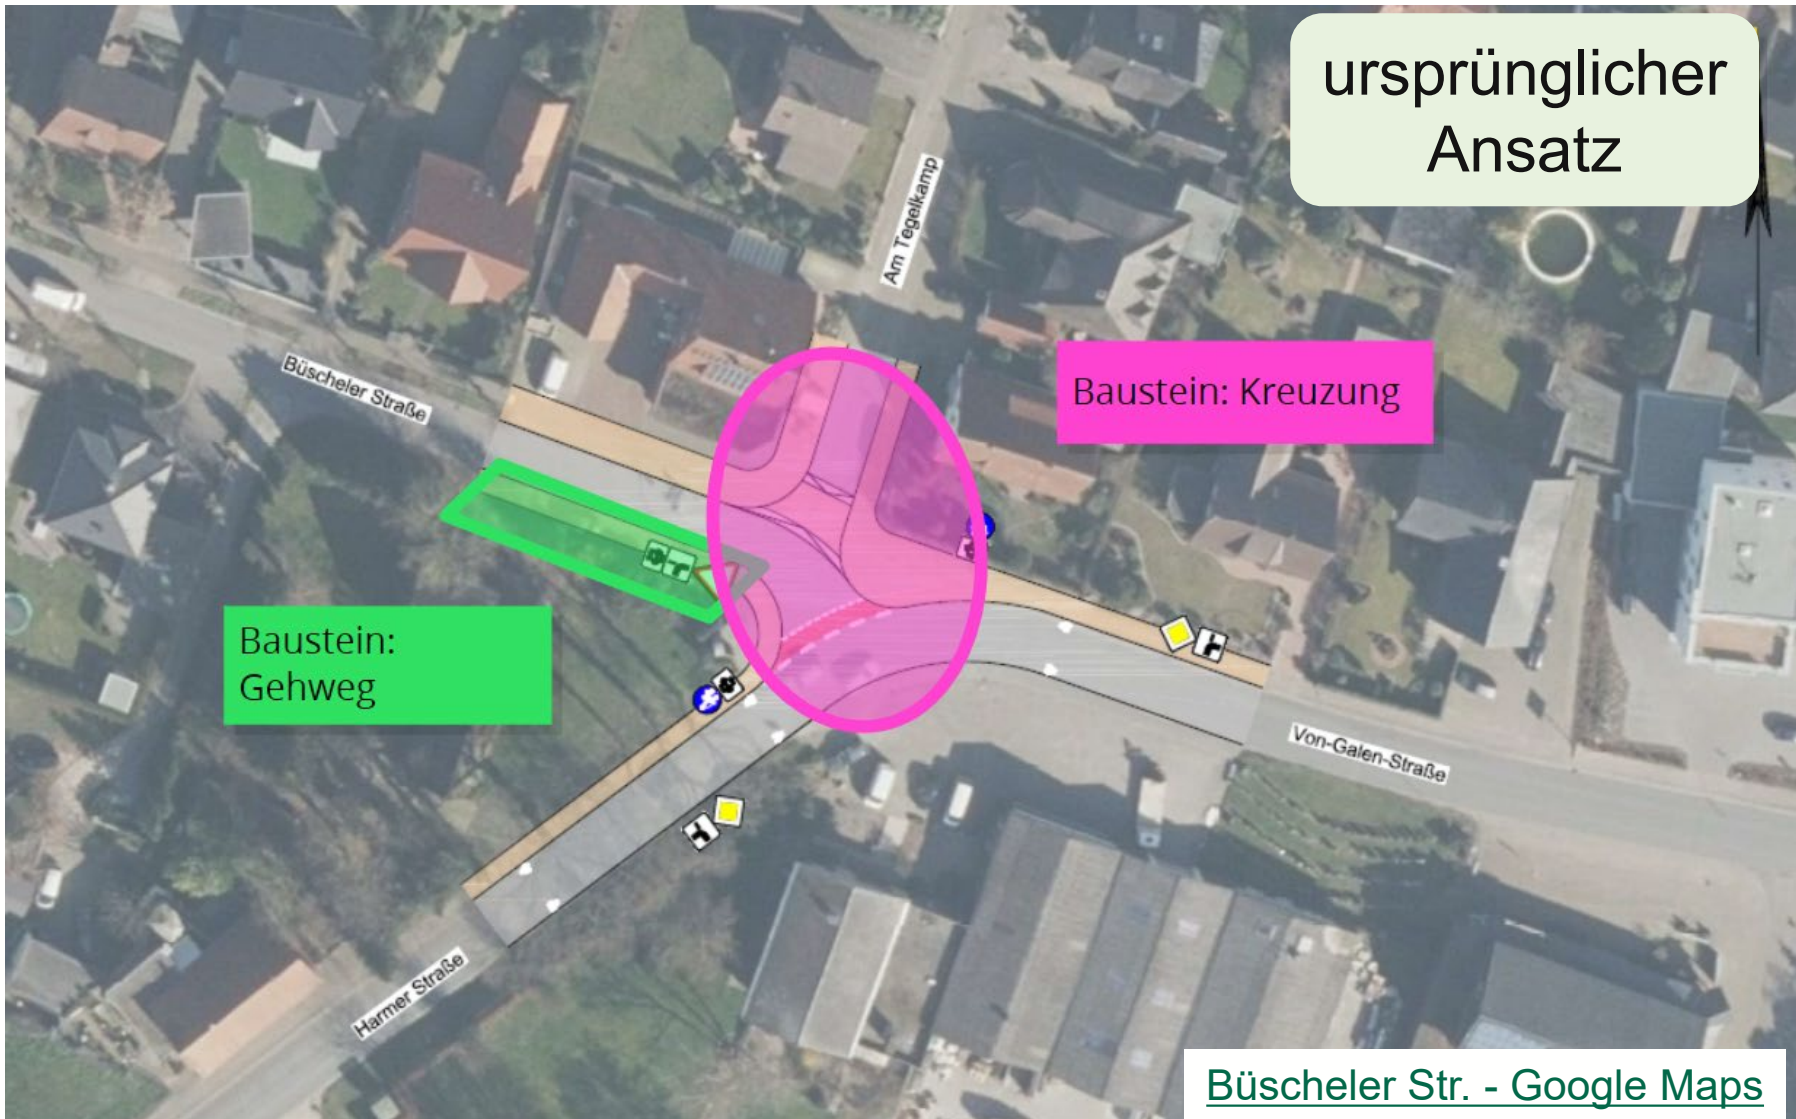 ursprünglicher
Ansatz
Am Tegelkamp
Büscheler Straße
Baustein: Kreuzung
Baustein:
Gehweg
Von-Galen-Straße
Harmer Straße
Büscheler Str. - Google Maps